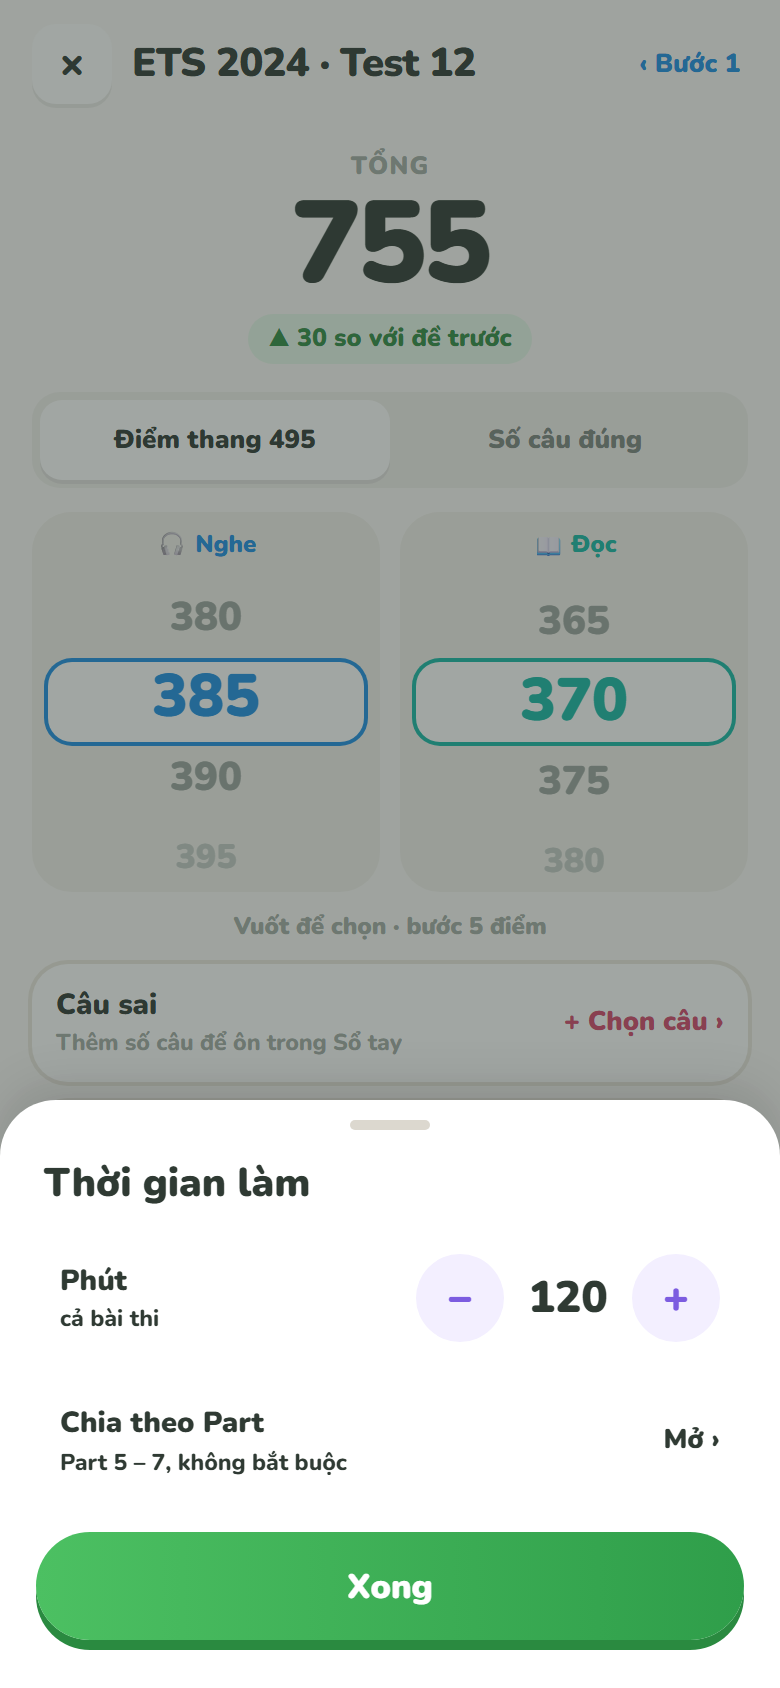 × ETS 2024 · Test 12 ‹ Bước 1
TỔNG
755
▲ 30 so với đề trước
Điểm thang 495 Số câu đúng
🎧 Nghe 📖 Đọc
380 365
385 370
390 375
395 380
Vuốt để chọn · bước 5 điểm
Câu sai
+ Chọn câu ›
Thêm số câu để ôn trong Sổ tay
Thời gian làm
Phút
cả bài thi
− 120 +
Chia theo Part
Mở ›
Part 5 – 7, không bắt buộc
Xong